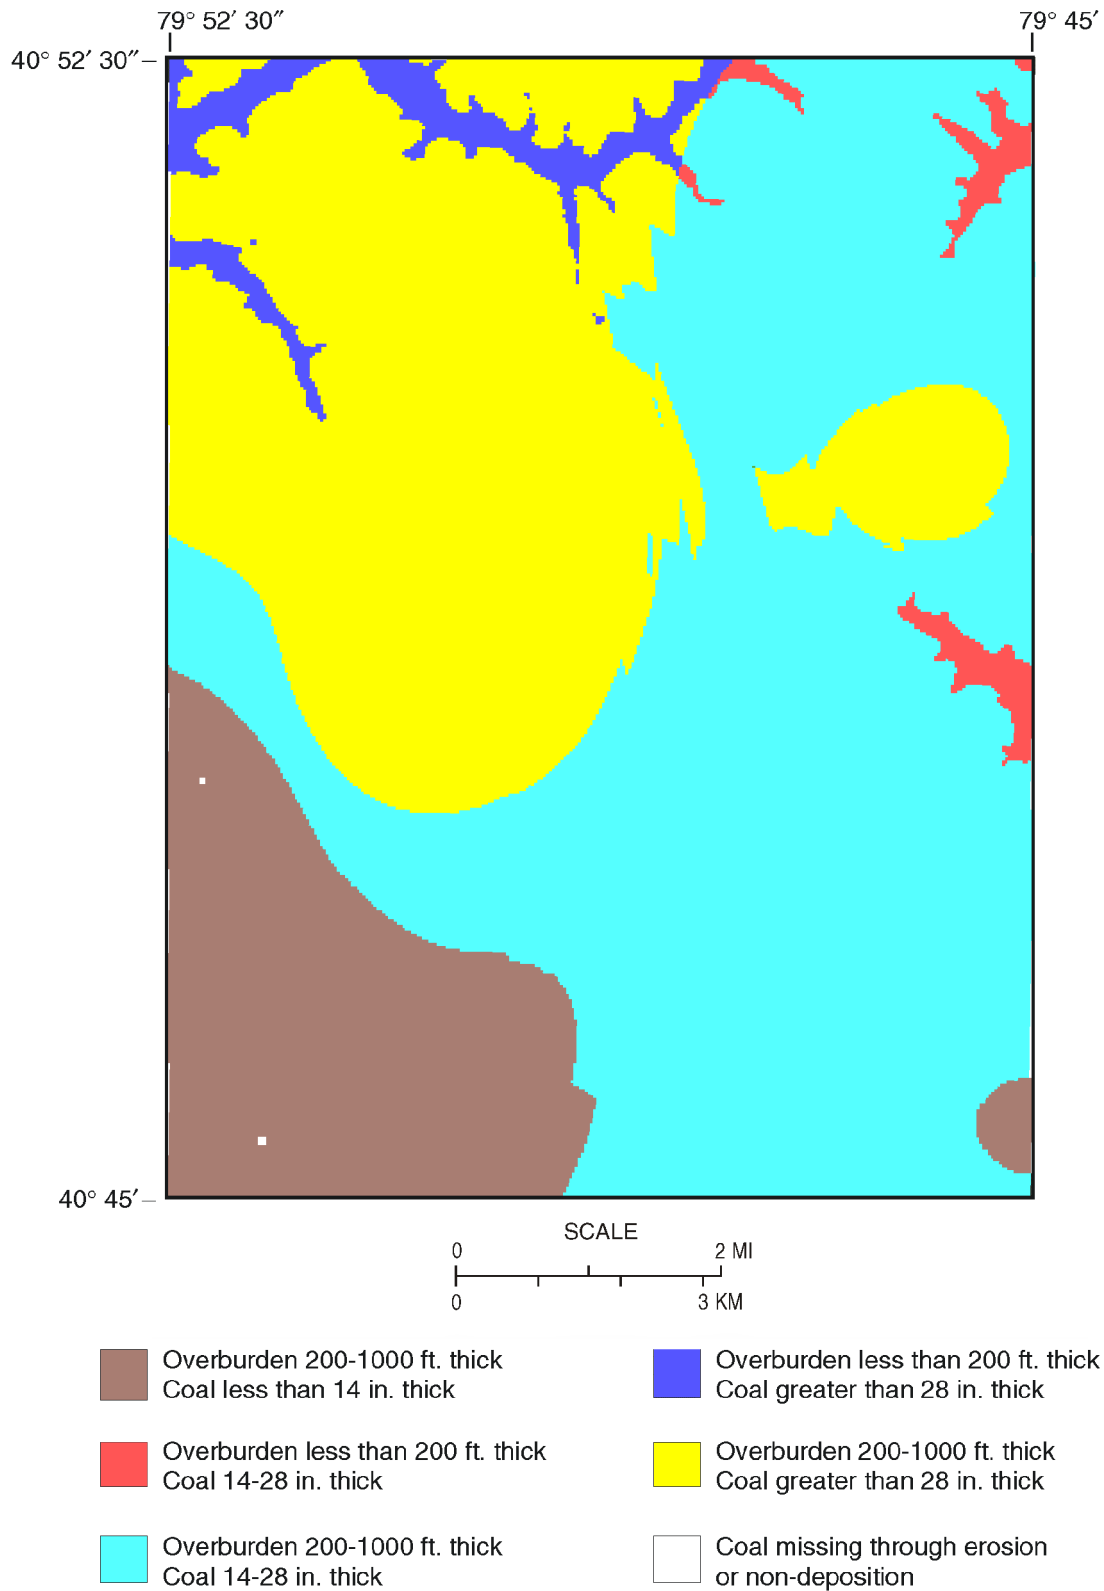 79° 52′ 30″
79° 45′
40° 52′ 30″
40° 45′
SCALE
0
2 MI
0
3 KM
Overburden 200-1000 ft. thick
Coal less than 14 in. thick
Overburden less than 200 ft. thick
Coal greater than 28 in. thick
Overburden less than 200 ft. thick
Coal 14-28 in. thick
Overburden 200-1000 ft. thick
Coal greater than 28 in. thick
Overburden 200-1000 ft. thick
Coal 14-28 in. thick
Coal missing through erosion
or non-deposition